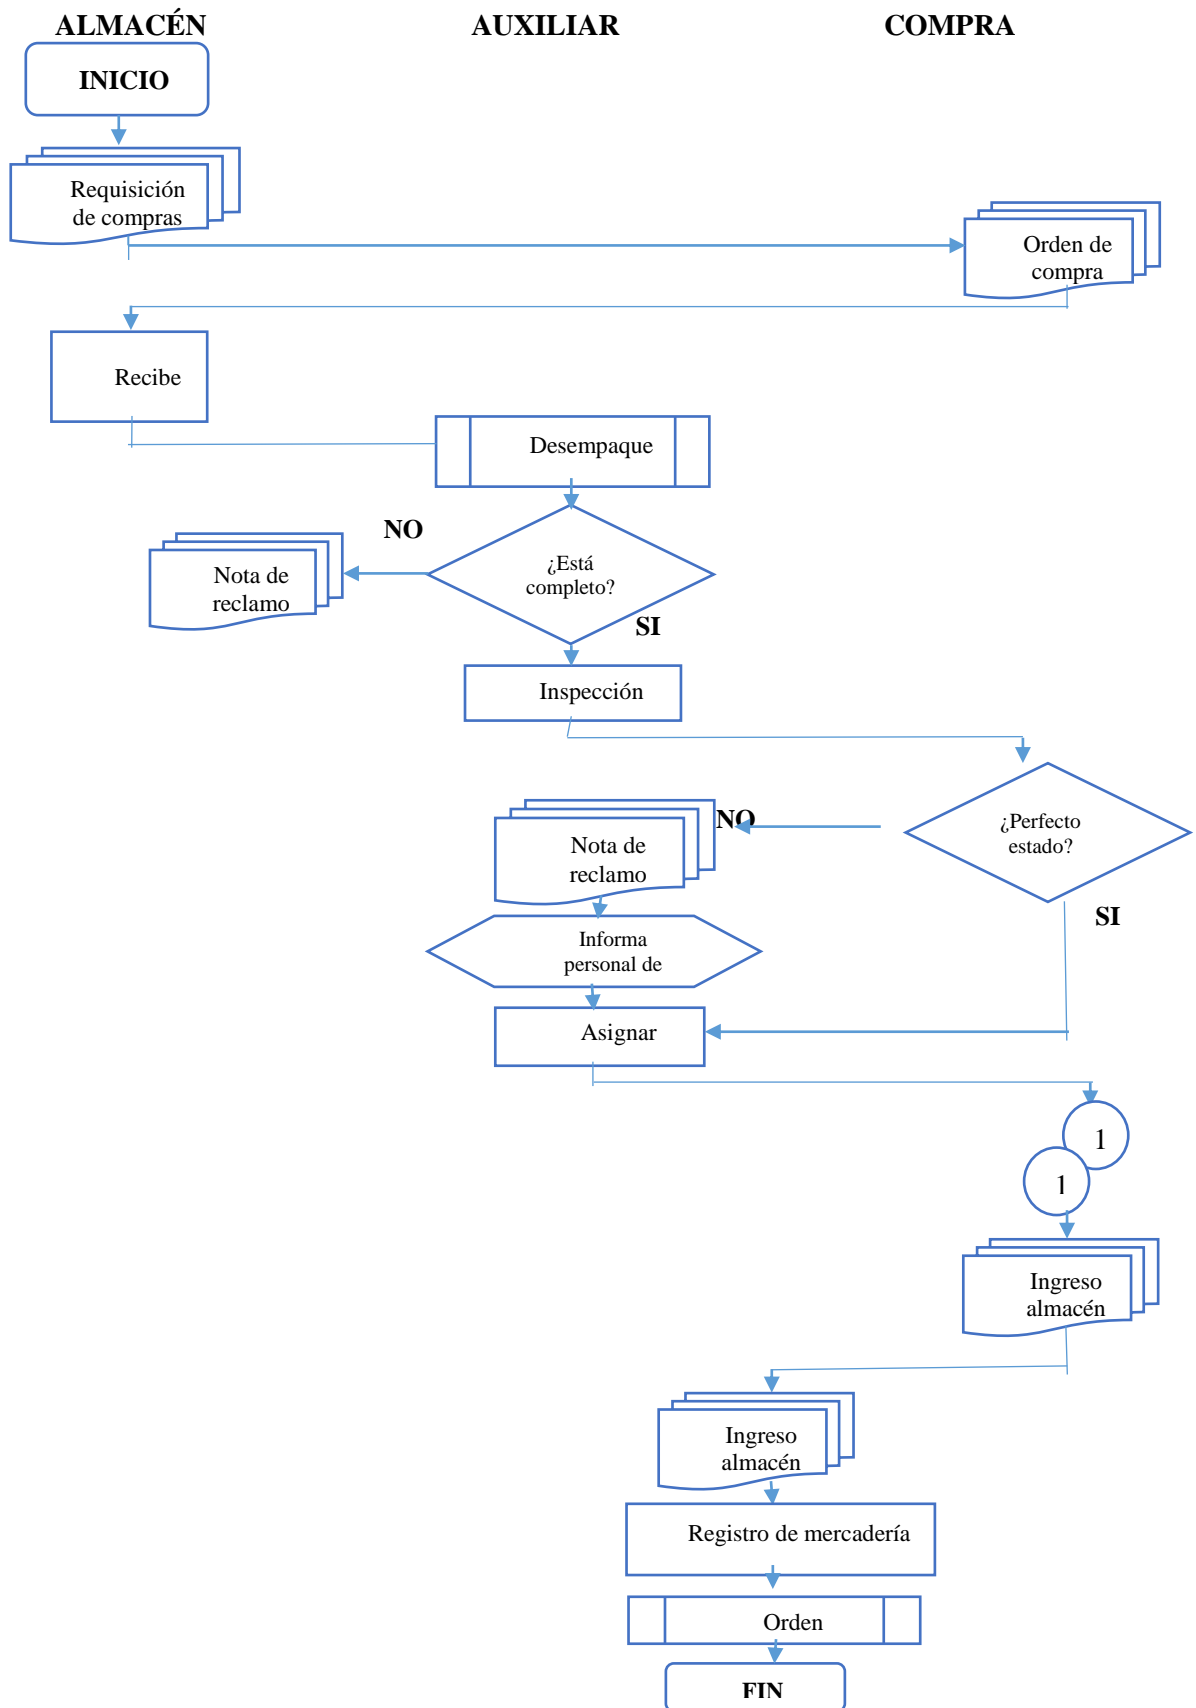 ALMACÉN
AUXILIAR
COMPRA
INICIO
Requisición
de compras
Orden de
compra
Recibe
Desempaque
NO
¿Está
completo?
Nota de
reclamo
SI
Inspección
¿Perfecto
estado?
NO
Nota de
reclamo
SI
Informa
personal de
Asignar
1
1
Ingreso
almacén
Ingreso
almacén
Registro de mercadería
Orden
FIN